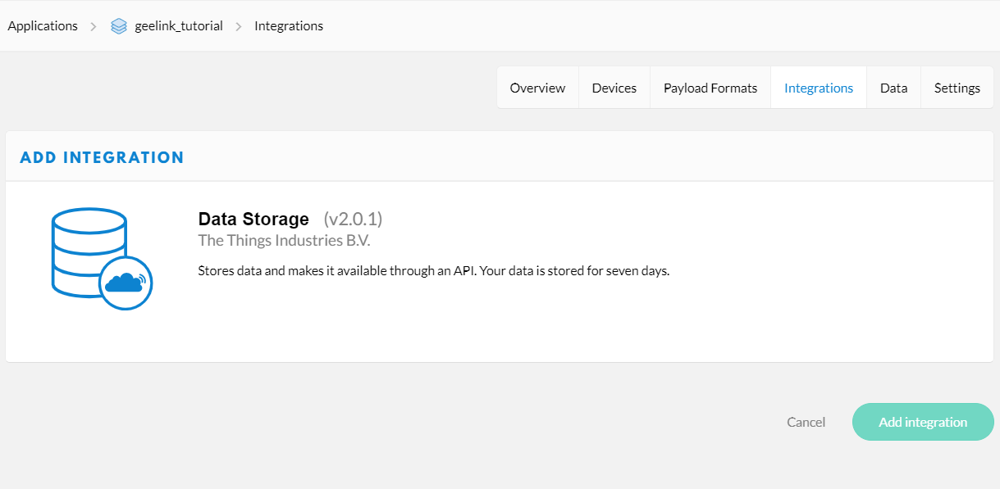 Applications geelink_tutorial Integrations
Overview Devices Payload Formats Integrations Data Settings
ADD INTEGRATION
Data Storage (v2.0.1)
The Things Industries B.V.
Stores data and makes it available through an API. Your data is stored for seven days.
Cancel Add integration